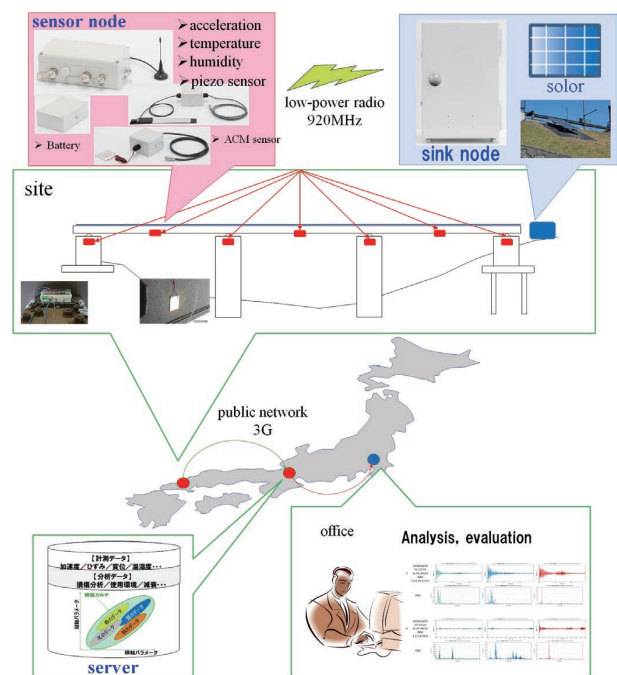 sensor node
➢ acceleration
➢ temperature
➢ humidity
➢ piezo sensor
➢ Battery
➢ ACM sensor
low-power radio
920MHz
solor
sink node
site
public network
3G
【計測データ】
加速度／ひずみ／変位／温湿度・・・
【分析データ】
損傷分析／使用環境／減衰・・・
server
office
Analysis, evaluation